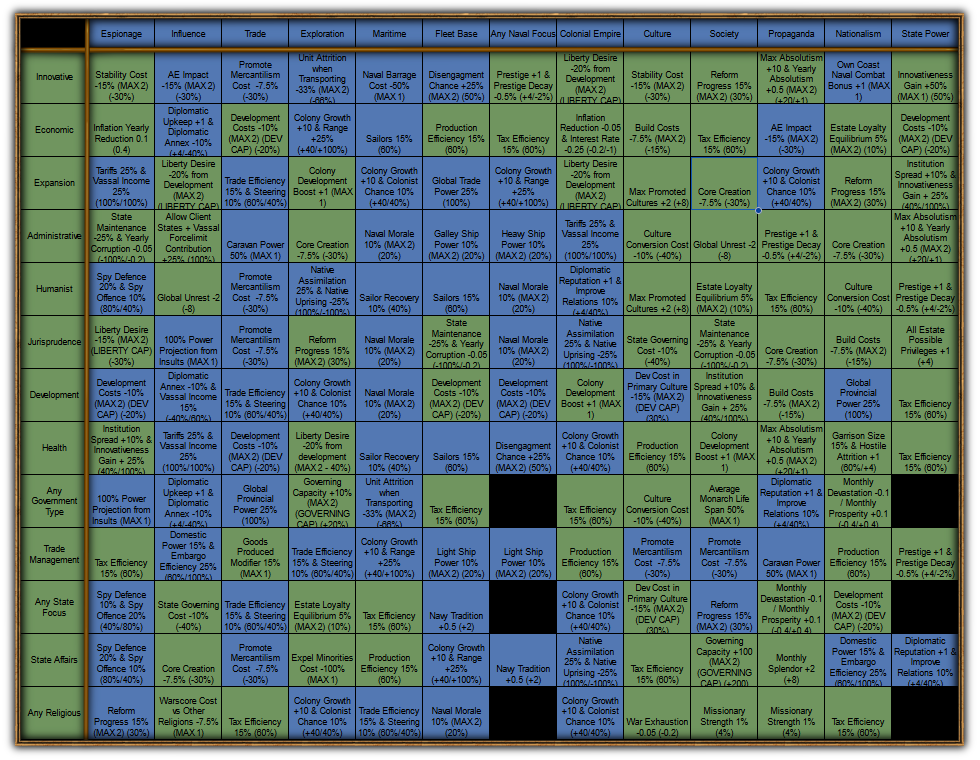 Espionage
Influence
Trade
Exploration
Maritime
Fleet Base
Any Naval Focus
Colonial Empire
Culture
Society
Propaganda
Nationalism
State Power
Innovative
Stability Cost
-15% (MAX 2)
(-30%)
AE Impact
-15% (MAX 2)
(-30%)
Promote
Mercantilism
Cost -7.5%
(-30%)
Unit Attrition
when
Transporting
-33% (MAX 2)
(-66%)
Naval Barrage
Cost -50%
(MAX 1)
Disengagment
Chance +25%
(MAX 2) (50%)
Prestige +1 &
Prestige Decay
-0.5% (+4/-2%)
Liberty Desire
-20% from
Development
(MAX 2)
(LIBERTY CAP)
Stability Cost
-15% (MAX 2)
(-30%)
Reform
Progress 15%
(MAX 2) (30%)
Max Absolutism
+10 & Yearly
Absolutism
+0.5 (MAX 2)
(+20/+1)
Own Coast
Naval Combat
Bonus +1 (MAX
1)
Innovativeness
Gain +50%
(MAX 1) (50%)
Economic
Inflation Yearly
Reduction 0.1
(0.4)
Diplomatic
Upkeep +1 &
Diplomatic
Annex -10%
(+4/-40%)
Development
Costs -10%
(MAX 2) (DEV
CAP) (-20%)
Colony Growth
+10 & Range
+25%
(+40/+100%)
Sailors 15%
(60%)
Production
Efficiency 15%
(60%)
Tax Efficiency
15% (60%)
Inflation
Reduction -0.05
& Interest Rate
-0.25 (-0.2/-1)
Build Costs
-7.5% (MAX 2)
(-15%)
Tax Efficiency
15% (60%)
AE Impact
-15% (MAX 2)
(-30%)
Estate Loyalty
Equilibrium 5%
(MAX 2) (10%)
Development
Costs -10%
(MAX 2) (DEV
CAP) (-20%)
Expansion
Tariffs 25% &
Vassal Income
25%
(100%/100%)
Liberty Desire
-20% from
Development
(MAX 2)
(LIBERTY CAP)
Trade Efficiency
15% & Steering
10% (60%/40%)
Colony
Development
Boost +1 (MAX
1)
Colony Growth
+10 & Colonist
Chance 10%
(+40/40%)
Global Trade
Power 25%
(100%)
Colony Growth
+10 & Range
+25%
(+40/+100%)
Liberty Desire
-20% from
Development
(MAX 2)
(LIBERTY CAP)
Max Promoted
Cultures +2 (+8)
Core Creation
-7.5% (-30%)
Colony Growth
+10 & Colonist
Chance 10%
(+40/40%)
Reform
Progress 15%
(MAX 2) (30%)
Institution
Spread +10% &
Innovativeness
Gain + 25%
(40%/100%)
Administrative
State
Maintenance
-25% & Yearly
Corruption -0.05
(-100%/-0.2)
Allow Client
States + Vassal
Forcelimit
Contribution
+25% (100%)
Caravan Power
50% (MAX 1)
Core Creation
-7.5% (-30%)
Naval Morale
10% (MAX 2)
(20%)
Galley Ship
Power 10%
(MAX 2) (20%)
Heavy Ship
Power 10%
(MAX 2) (20%)
Tariffs 25% &
Vassal Income
25%
(100%/100%)
Culture
Conversion Cost
-10% (-40%)
Global Unrest -2
(-8)
Prestige +1 &
Prestige Decay
-0.5% (+4/-2%)
Core Creation
-7.5% (-30%)
Max Absolutism
+10 & Yearly
Absolutism
+0.5 (MAX 2)
(+20/+1)
Humanist
Spy Defence
20% & Spy
Offence 10%
(80%/40%)
Global Unrest -2
(-8)
Promote
Mercantilism
Cost -7.5%
(-30%)
Native
Assimilation
25% & Native
Uprising -25%
(100%/-100%)
Sailor Recovery
10% (40%)
Sailors 15%
(60%)
Naval Morale
10% (MAX 2)
(20%)
Diplomatic
Reputation +1 &
Improve
Relations 10%
(+4/40%)
Max Promoted
Cultures +2 (+8)
Estate Loyalty
Equilibrium 5%
(MAX 2) (10%)
Tax Efficiency
15% (60%)
Culture
Conversion Cost
-10% (-40%)
Prestige +1 &
Prestige Decay
-0.5% (+4/-2%)
Jurisprudence
Liberty Desire
-15% (MAX 2)
(LIBERTY CAP)
(-30%)
100% Power
Projection from
Insults (MAX 1)
Promote
Mercantilism
Cost -7.5%
(-30%)
Reform
Progress 15%
(MAX 2) (30%)
Naval Morale
10% (MAX 2)
(20%)
State
Maintenance
-25% & Yearly
Corruption -0.05
(-100%/-0.2)
Naval Morale
10% (MAX 2)
(20%)
Native
Assimilation
25% & Native
Uprising -25%
(100%/-100%)
State Governing
Cost -10%
(-40%)
State
Maintenance
-25% & Yearly
Corruption -0.05
(-100%/-0.2)
Core Creation
-7.5% (-30%)
Build Costs
-7.5% (MAX 2)
(-15%)
All Estate
Possible
Privileges +1
(+4)
Development
Development
Costs -10%
(MAX 2) (DEV
CAP) (-20%)
Diplomatic
Annex -10% &
Vassal Income
15%
(-40%/60%)
Trade Efficiency
15% & Steering
10% (60%/40%)
Colony Growth
+10 & Colonist
Chance 10%
(+40/40%)
Naval Morale
10% (MAX 2)
(20%)
Development
Costs -10%
(MAX 2) (DEV
CAP) (-20%)
Development
Costs -10%
(MAX 2) (DEV
CAP) (-20%)
Colony
Development
Boost +1 (MAX
1)
Dev Cost in
Primary Culture
-15% (MAX 2)
(DEV CAP)
(30%)
Institution
Spread +10% &
Innovativeness
Gain + 25%
(40%/100%)
Build Costs
-7.5% (MAX 2)
(-15%)
Global
Provincial
Power 25%
(100%)
Tax Efficiency
15% (60%)
Health
Institution
Spread +10% &
Innovativeness
Gain + 25%
(40%/100%)
Tariffs 25% &
Vassal Income
25%
(100%/100%)
Development
Costs -10%
(MAX 2) (DEV
CAP) (-20%)
Liberty Desire
-20% from
development
(MAX 2 - 40%)
Sailor Recovery
10% (40%)
Sailors 15%
(60%)
Disengagment
Chance +25%
(MAX 2) (50%)
Colony Growth
+10 & Colonist
Chance 10%
(+40/40%)
Production
Efficiency 15%
(60%)
Colony
Development
Boost +1 (MAX
1)
Max Absolutism
+10 & Yearly
Absolutism
+0.5 (MAX 2)
(+20/+1)
Garrison Size
15% & Hostile
Attrition +1
(60%/+4)
Tax Efficiency
15% (60%)
Any
Government
Type
100% Power
Projection from
Insults (MAX 1)
Diplomatic
Upkeep +1 &
Diplomatic
Annex -10%
(+4/-40%)
Global
Provincial
Power 25%
(100%)
Governing
Capacity +10%
(MAX 2)
(GOVERNING
CAP) (+20%)
Unit Attrition
when
Transporting
-33% (MAX 2)
(-66%)
Tax Efficiency
15% (60%)
Tax Efficiency
15% (60%)
Culture
Conversion Cost
-10% (-40%)
Average
Monarch Life
Span 50%
(MAX 1)
Diplomatic
Reputation +1 &
Improve
Relations 10%
(+4/40%)
Monthly
Devastation -0.1
/ Monthly
Prosperity +0.1
(-0.4/+0.4)
Trade
Management
Tax Efficiency
15% (60%)
Domestic
Power 15% &
Embargo
Efficiency 25%
(60%/100%)
Goods
Produced
Modifier 15%
(MAX 1)
Trade Efficiency
15% & Steering
10% (60%/40%)
Colony Growth
+10 & Range
+25%
(+40/+100%)
Light Ship
Power 10%
(MAX 2) (20%)
Light Ship
Power 10%
(MAX 2) (20%)
Production
Efficiency 15%
(60%)
Promote
Mercantilism
Cost -7.5%
(-30%)
Promote
Mercantilism
Cost -7.5%
(-30%)
Caravan Power
50% (MAX 1)
Production
Efficiency 15%
(60%)
Prestige +1 &
Prestige Decay
-0.5% (+4/-2%)
Any State
Focus
Spy Defence
10% & Spy
Offence 20%
(40%/80%)
State Governing
Cost -10%
(-40%)
Trade Efficiency
15% & Steering
10% (60%/40%)
Estate Loyalty
Equilibrium 5%
(MAX 2) (10%)
Tax Efficiency
15% (60%)
Navy Tradition
+0.5 (+2)
Colony Growth
+10 & Colonist
Chance 10%
(+40/40%)
Dev Cost in
Primary Culture
-15% (MAX 2)
(DEV CAP)
(30%)
Reform
Progress 15%
(MAX 2) (30%)
Monthly
Devastation -0.1
/ Monthly
Prosperity +0.1
(-0.4/+0.4)
Development
Costs -10%
(MAX 2) (DEV
CAP) (-20%)
State Affairs
Spy Defence
20% & Spy
Offence 10%
(80%/40%)
Core Creation
-7.5% (-30%)
Promote
Mercantilism
Cost -7.5%
(-30%)
Expel Minorities
Cost -100%
(MAX 1)
Production
Efficiency 15%
(60%)
Colony Growth
+10 & Range
+25%
(+40/+100%)
Navy Tradition
+0.5 (+2)
Native
Assimilation
25% & Native
Uprising -25%
(100%/-100%)
Tax Efficiency
15% (60%)
Governing
Capacity +100
(MAX 2)
(GOVERNING
CAP) (+200)
Monthly
Splendor +2
(+8)
Domestic
Power 15% &
Embargo
Efficiency 25%
(60%/100%)
Diplomatic
Reputation +1 &
Improve
Relations 10%
(+4/40%)
Any Religious
Reform
Progress 15%
(MAX 2) (30%)
Warscore Cost
vs Other
Religions -7.5%
(MAX 1)
Tax Efficiency
15% (60%)
Colony Growth
+10 & Colonist
Chance 10%
(+40/40%)
Trade Efficiency
15% & Steering
10% (60%/40%)
Naval Morale
10% (MAX 2)
(20%)
Colony Growth
+10 & Colonist
Chance 10%
(+40/40%)
War Exhaustion
-0.05 (-0.2)
Missionary
Strength 1%
(4%)
Missionary
Strength 1%
(4%)
Tax Efficiency
15% (60%)